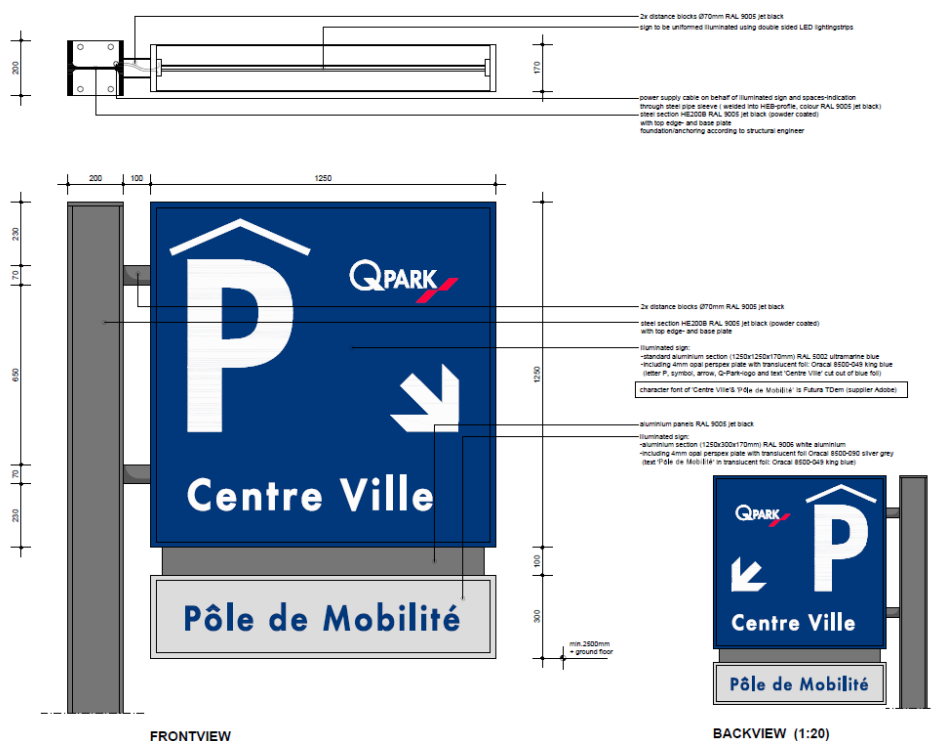 2x distance blocks Ø70mm RAL 9005 jet black
sign to be uniformed illuminated using double sided LED lightingstrips
200
170
power supply cable on behalf of illuminated sign and spaces-indication
through steel pipe sleeve ( welded into HEB-profile, colour RAL 9005 jet black)
steel section HE200B RAL 9005 jet black (powder coated)
with top edge- and base plate
foundation/anchoring according to structural engineer
200
100
1250
230
70
650
70
230
P
QPARK
Centre Ville
Pôle de Mobilité
1250
100
300
min.2500mm
+ ground floor
2x distance blocks Ø70mm RAL 9005 jet black
steel section HE200B RAL 9005 jet black (powder coated)
with top edge- and base plate
illuminated sign:
-standard aluminium section (1250x1250x170mm) RAL 5002 ultramarine blue
-including 4mm opal perspex plate with translucent foil: Oracal 8500-049 king blue
(letter P, symbol, arrow, Q-Park-logo and text 'Centre Ville' cut out of blue foil)
character font of 'Centre Ville'& 'Pôle de Mobilité' is Futura TDem (supplier Adobe)
aluminium panels RAL 9005 jet black
illuminated sign:
-aluminium section (1250x300x170mm) RAL 9006 white aluminium
-including 4mm opal perspex plate with translucent foil Oracal 8500-090 silver grey
(text 'Pôle de Mobilité' in translucent foil: Oracal 8500-049 king blue)
QPARK
P
Centre Ville
Pôle de Mobilité
FRONTVIEW
BACKVIEW (1:20)